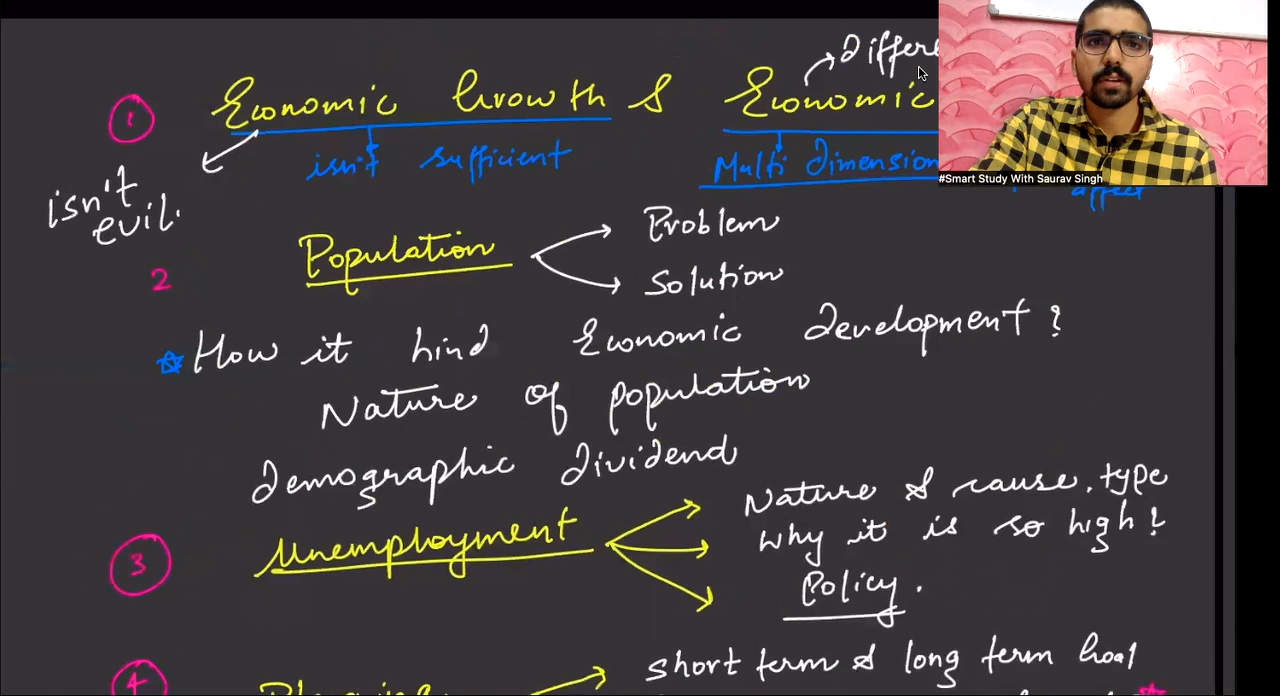 differe
① Economic Growth & Economic
isn't sufficient Multi dimension
#Smart Study With Saurav Singh
affect
isn't
evil.
2 Population Problem
Solution
How it hind Economic development?
Nature of population
demographic dividend
③ Unemployment Nature & cause, type
Why it is so high?
Policy.
④ short term & long term Goal